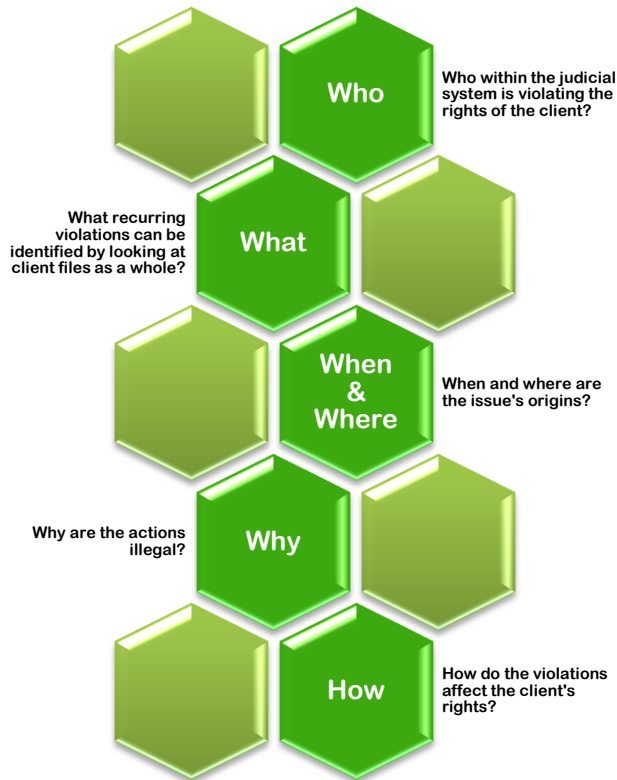 Who
Who within the judicial
system is violating the
rights of the client?
What recurring
violations can be
identified by looking at
client files as a whole?
What
When
&
Where
When and where are
the issue's origins?
Why are the actions
illegal?
Why
How
How do the violations
affect the client's
rights?